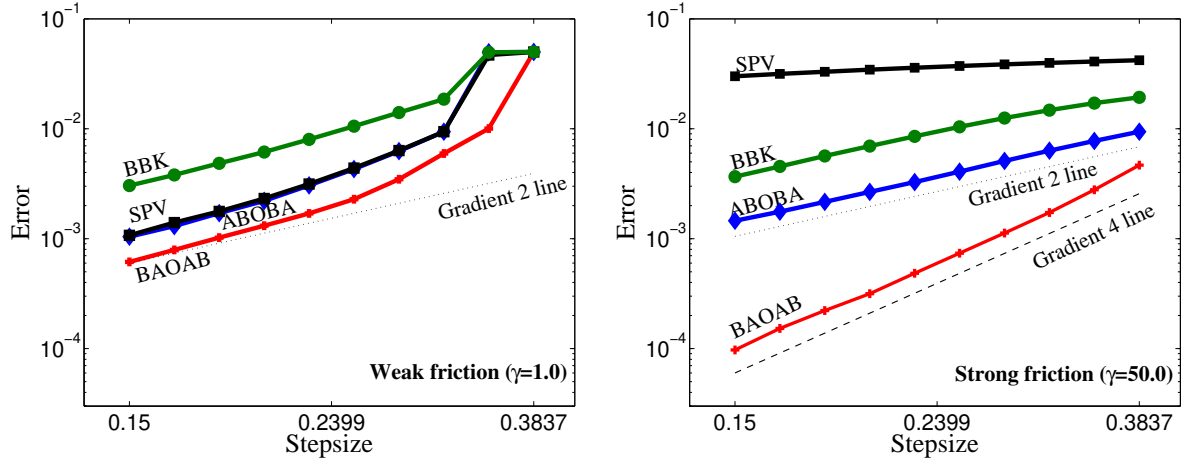 10⁻¹
10⁻²
10⁻³
10⁻⁴
Error
BBK
SPV
ABOBA
BAOAB
Gradient 2 line
Weak friction (γ=1.0)
0.15
0.2399
0.3837
Stepsize
10⁻¹
10⁻²
10⁻³
10⁻⁴
Error
SPV
BBK
ABOBA
Gradient 2 line
Gradient 4 line
BAOAB
Strong friction (γ=50.0)
0.15
0.2399
0.3837
Stepsize